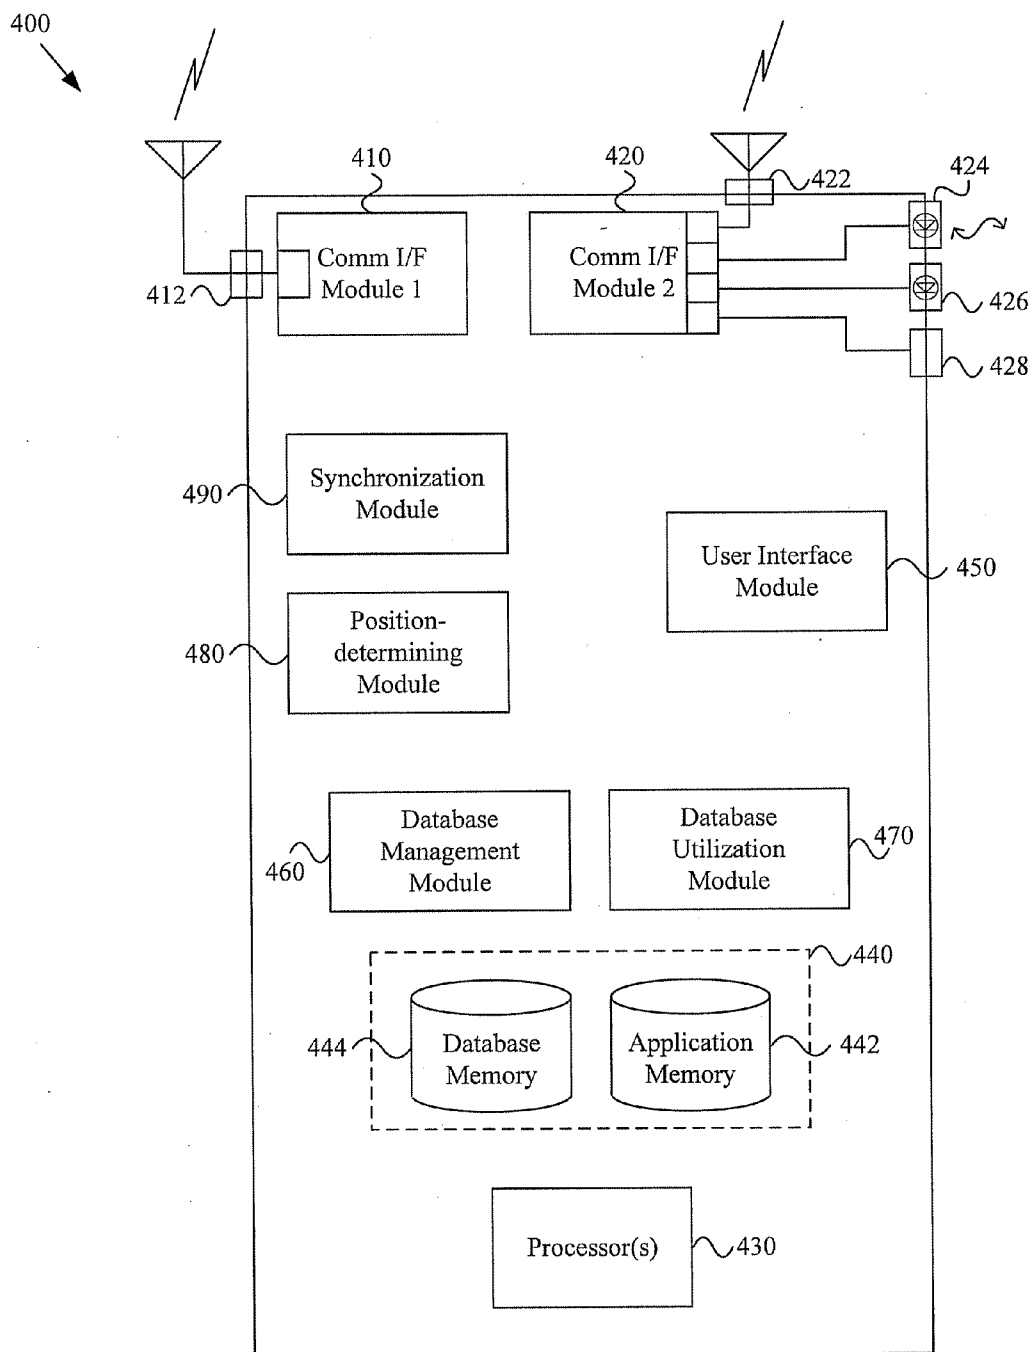 400
410
420
422
424
Comm I/F
Module 1
Comm I/F
Module 2
412
426
428
Synchronization
Module
490
User Interface
Module
450
Position-
determining
Module
480
Database
Management
Module
460
Database
Utilization
Module
470
440
444
Database
Memory
Application
Memory
442
Processor(s)
430